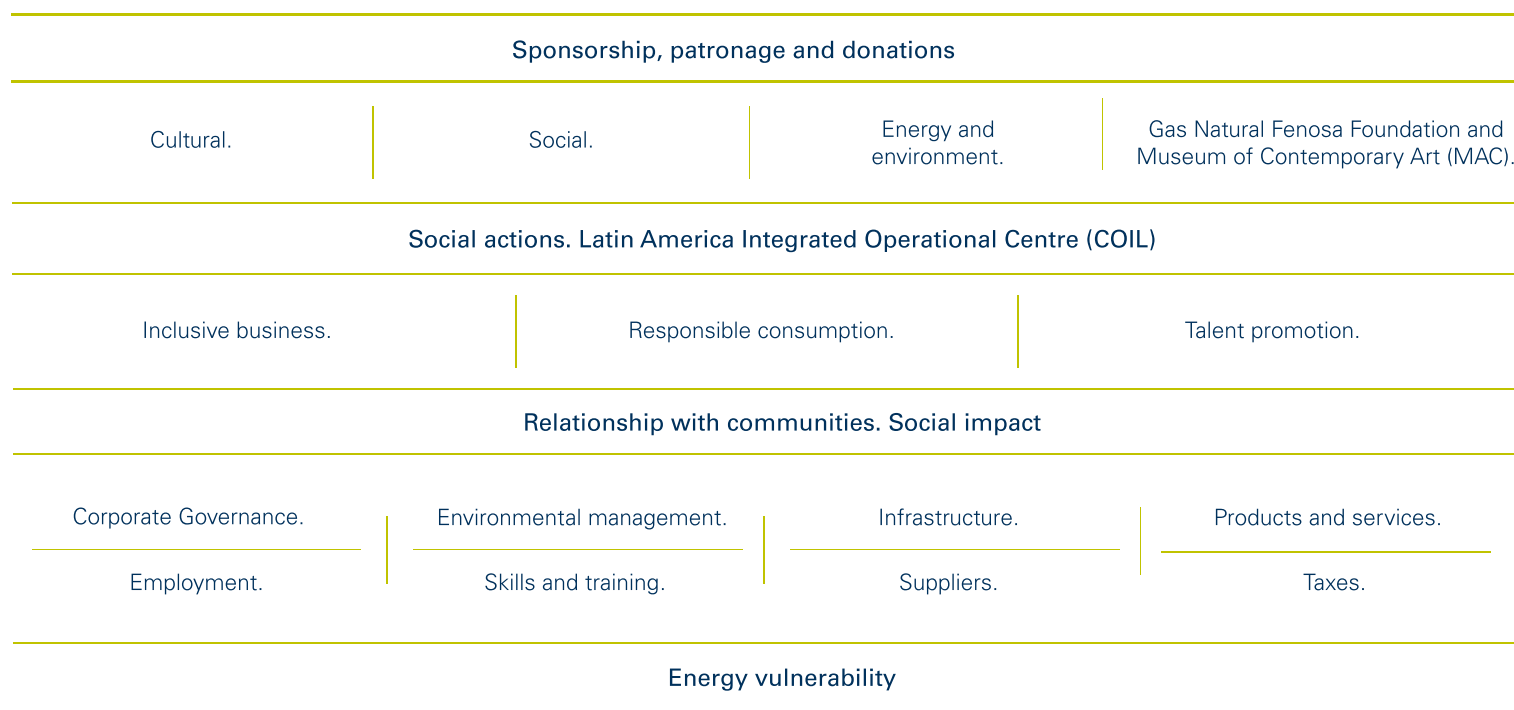 Sponsorship, patronage and donations
Cultural.
Social.
Energy and
environment.
Gas Natural Fenosa Foundation and
Museum of Contemporary Art (MAC).
Social actions. Latin America Integrated Operational Centre (COIL)
Inclusive business.
Responsible consumption.
Talent promotion.
Relationship with communities. Social impact
Corporate Governance.
Environmental management.
Infrastructure.
Products and services.
Employment.
Skills and training.
Suppliers.
Taxes.
Energy vulnerability